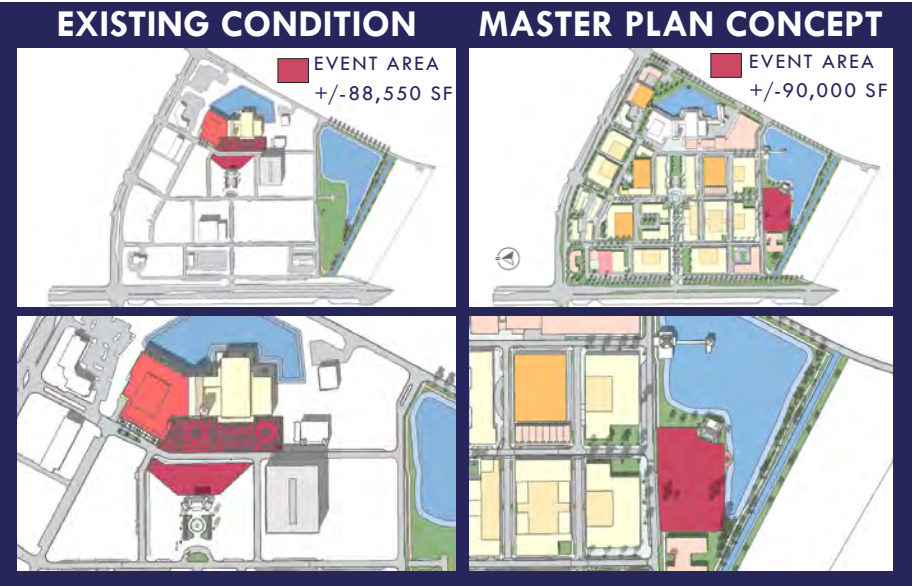 EXISTING CONDITION
MASTER PLAN CONCEPT
EVENT AREA
+/-88,550 SF
EVENT AREA
+/-90,000 SF